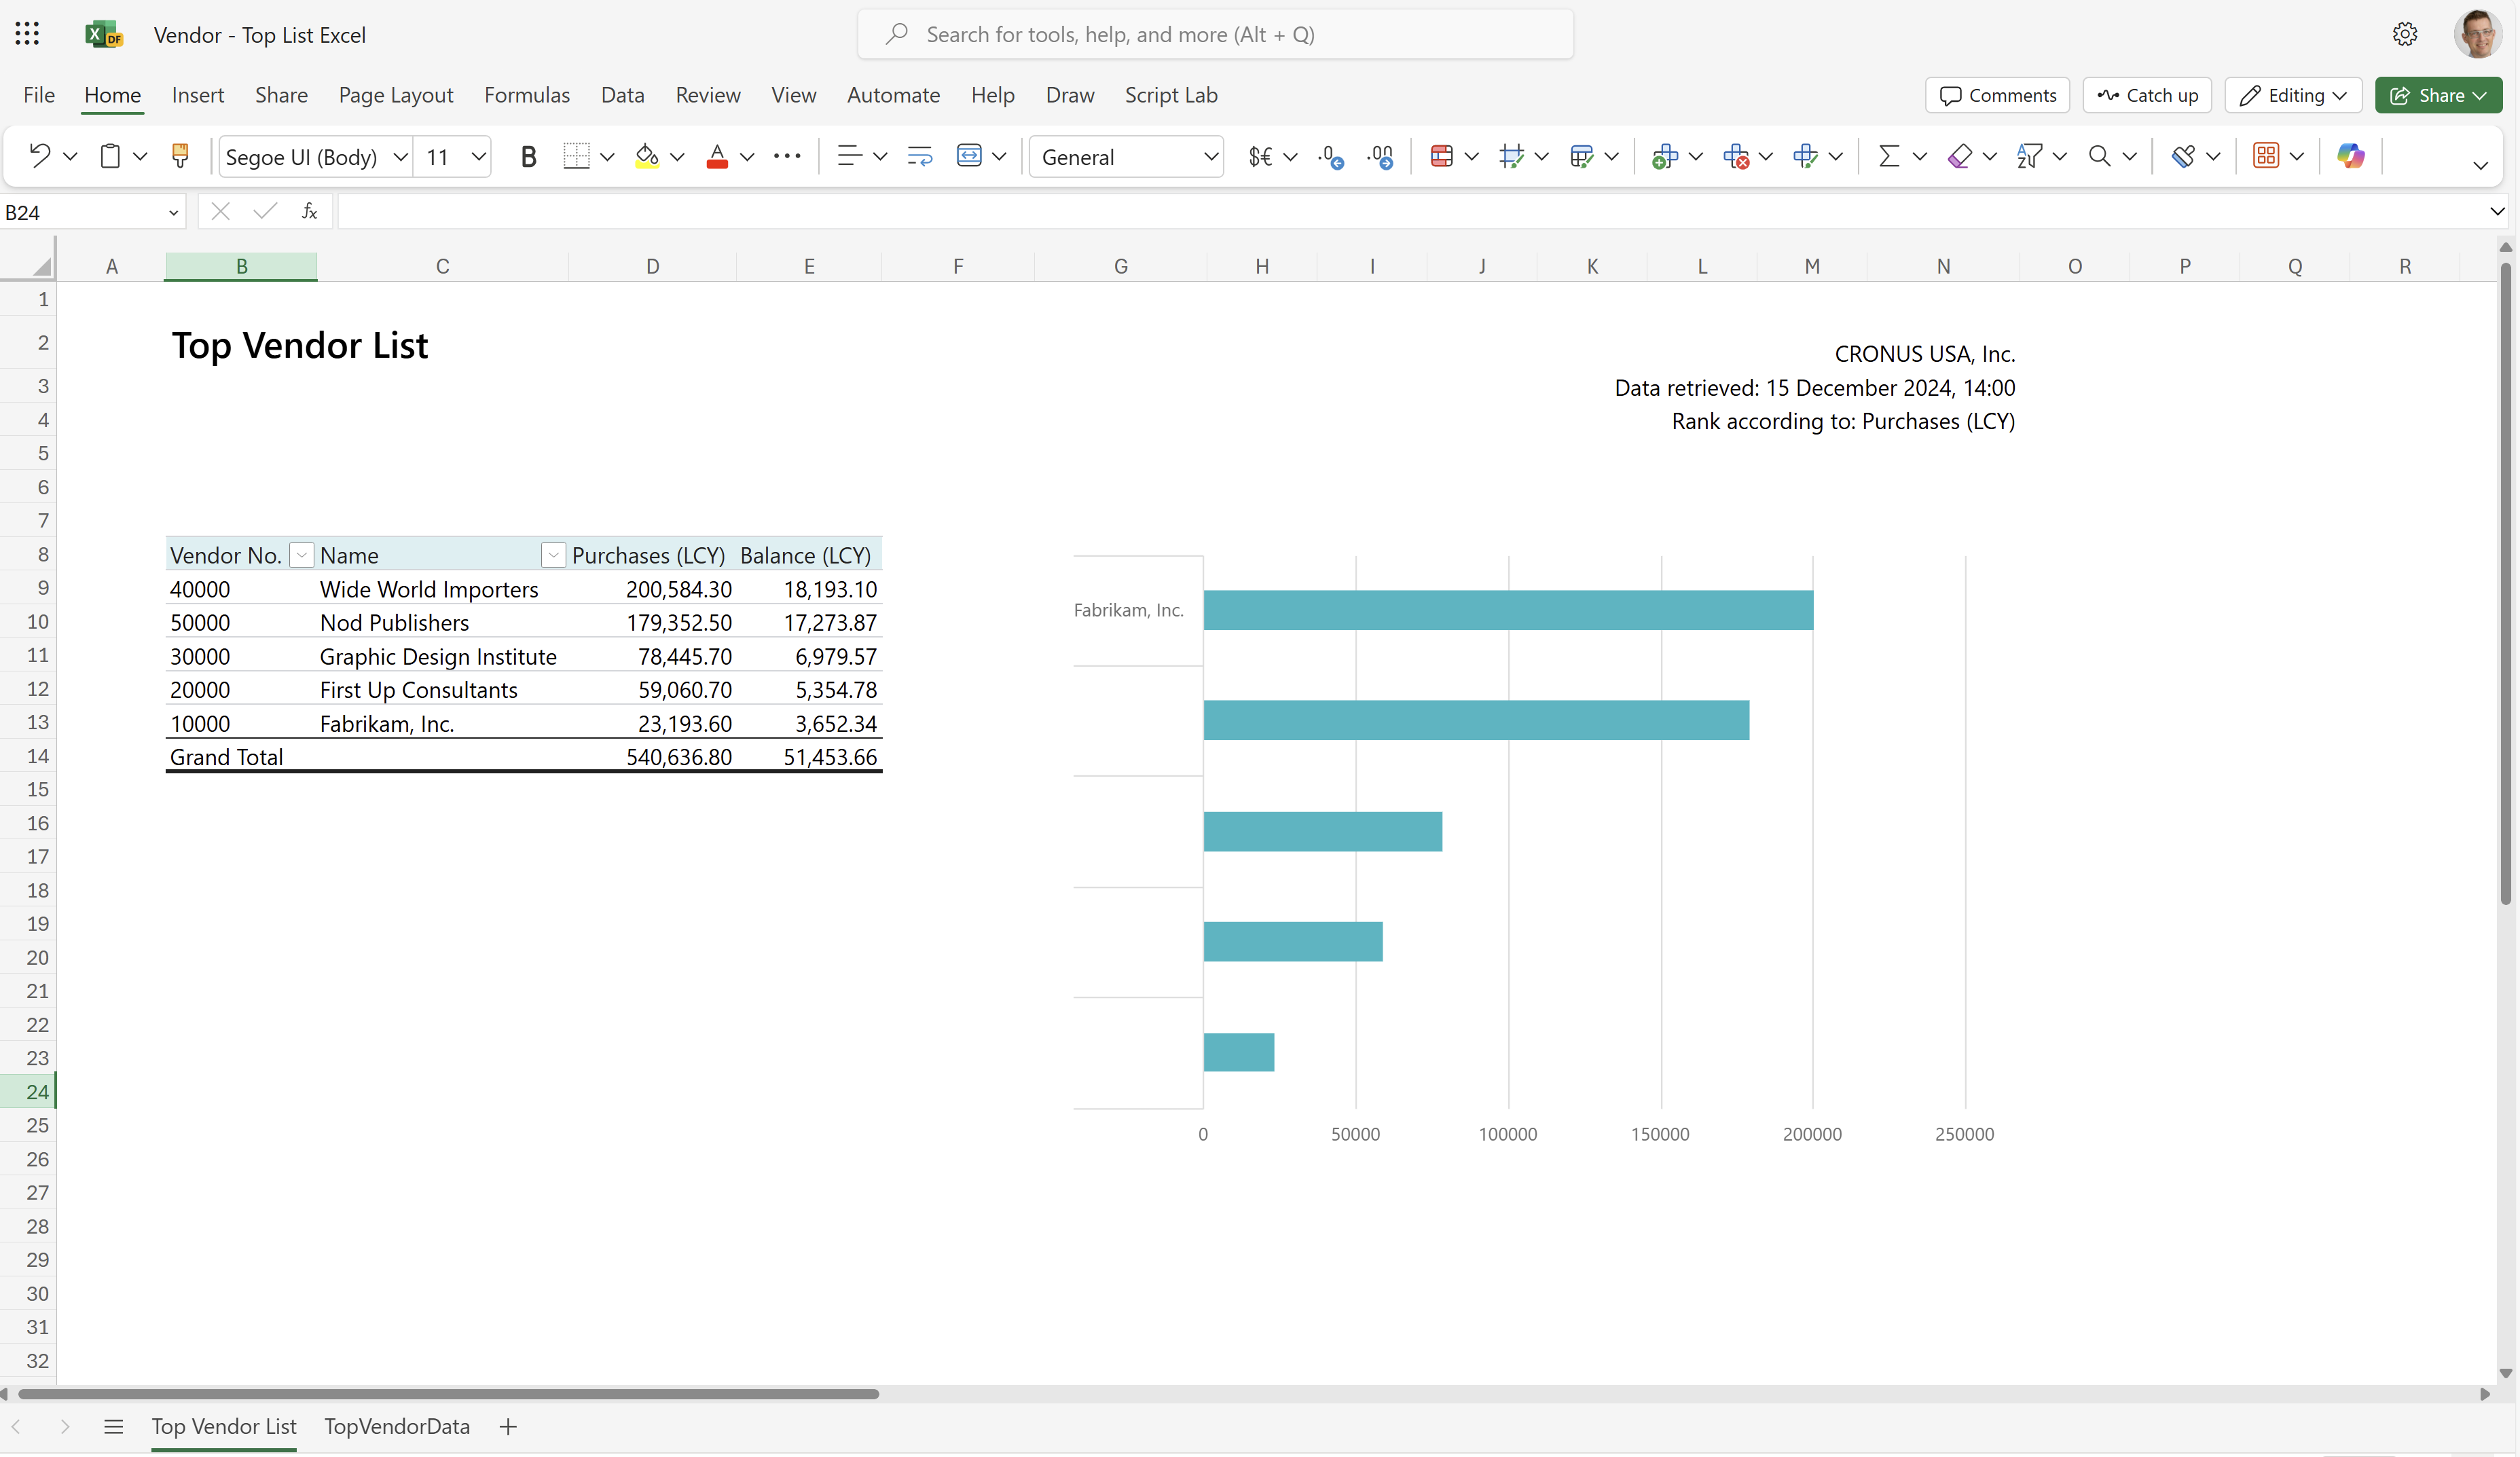 Vendor - Top List Excel
Search for tools, help, and more (Alt + Q)
File Home Insert Share Page Layout Formulas Data Review View Automate Help Draw Script Lab
Comments Catch up Editing Share
Segoe UI (Body) 11 B General
B24
A B C D E F G H I J K L M N O P Q R
1
2 Top Vendor List CRONUS USA, Inc.
3 Data retrieved: 15 December 2024, 14:00
4 Rank according to: Purchases (LCY)
5
6
7
8 Vendor No. Name Purchases (LCY) Balance (LCY)
9 40000 Wide World Importers 200,584.30 18,193.10
Fabrikam, Inc.
10 50000 Nod Publishers 179,352.50 17,273.87
11 30000 Graphic Design Institute 78,445.70 6,979.57
12 20000 First Up Consultants 59,060.70 5,354.78
13 10000 Fabrikam, Inc. 23,193.60 3,652.34
14 Grand Total 540,636.80 51,453.66
15
16
17
18
19
20
21
22
23
24
25
0 50000 100000 150000 200000 250000
26
27
28
29
30
31
32
Top Vendor List TopVendorData